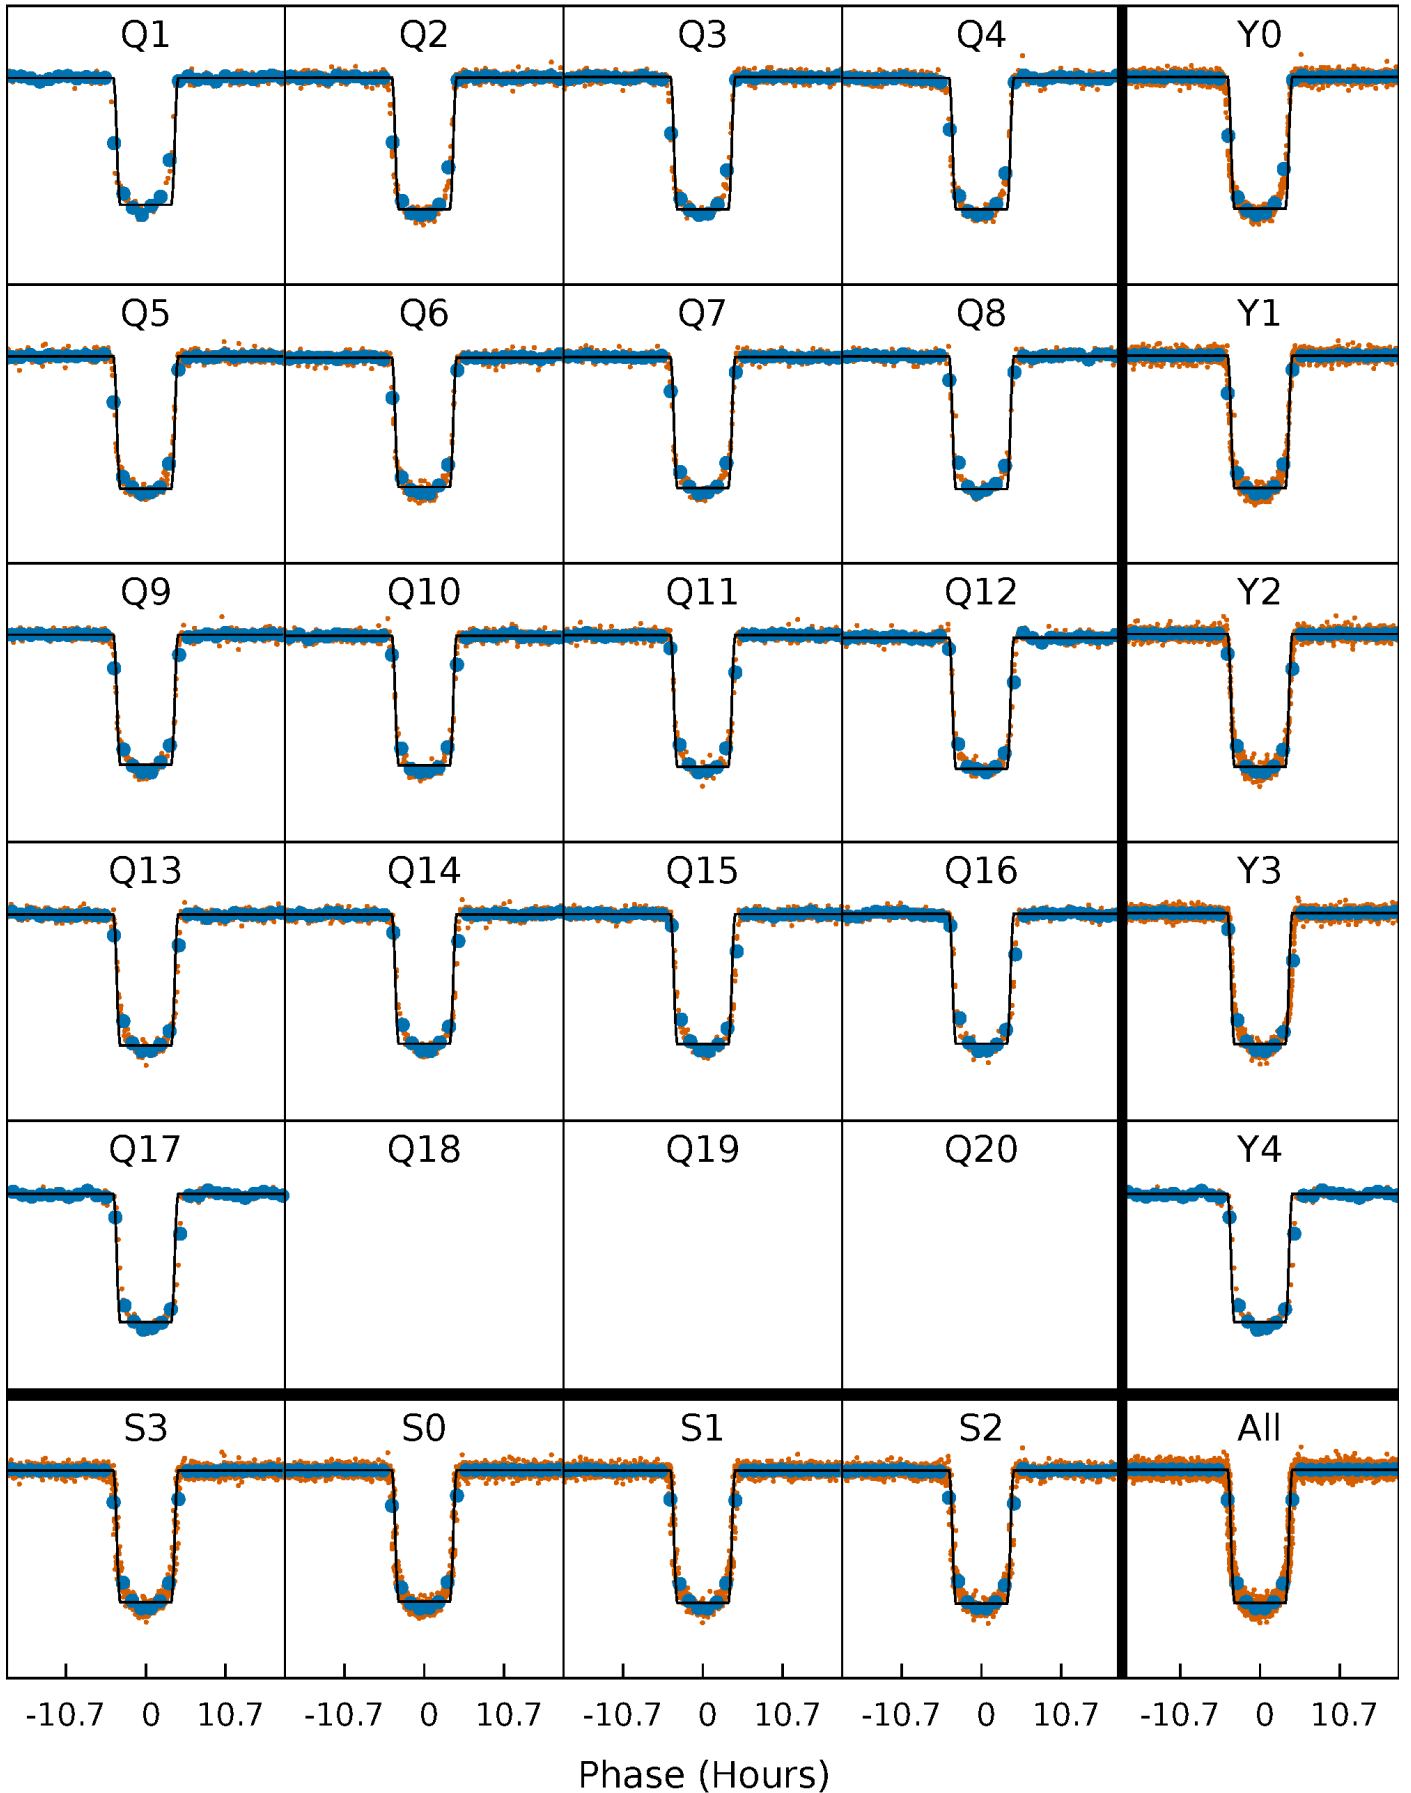 Q1 Q2 Q3 Q4 Y0
Q5 Q6 Q7 Q8 Y1
Q9 Q10 Q11 Q12 Y2
Q13 Q14 Q15 Q16 Y3
Q17 Q18 Q19 Q20 Y4
S3 S0 S1 S2 All
-10.7 0 10.7 -10.7 0 10.7 -10.7 0 10.7 -10.7 0 10.7 -10.7 0 10.7
Phase (Hours)